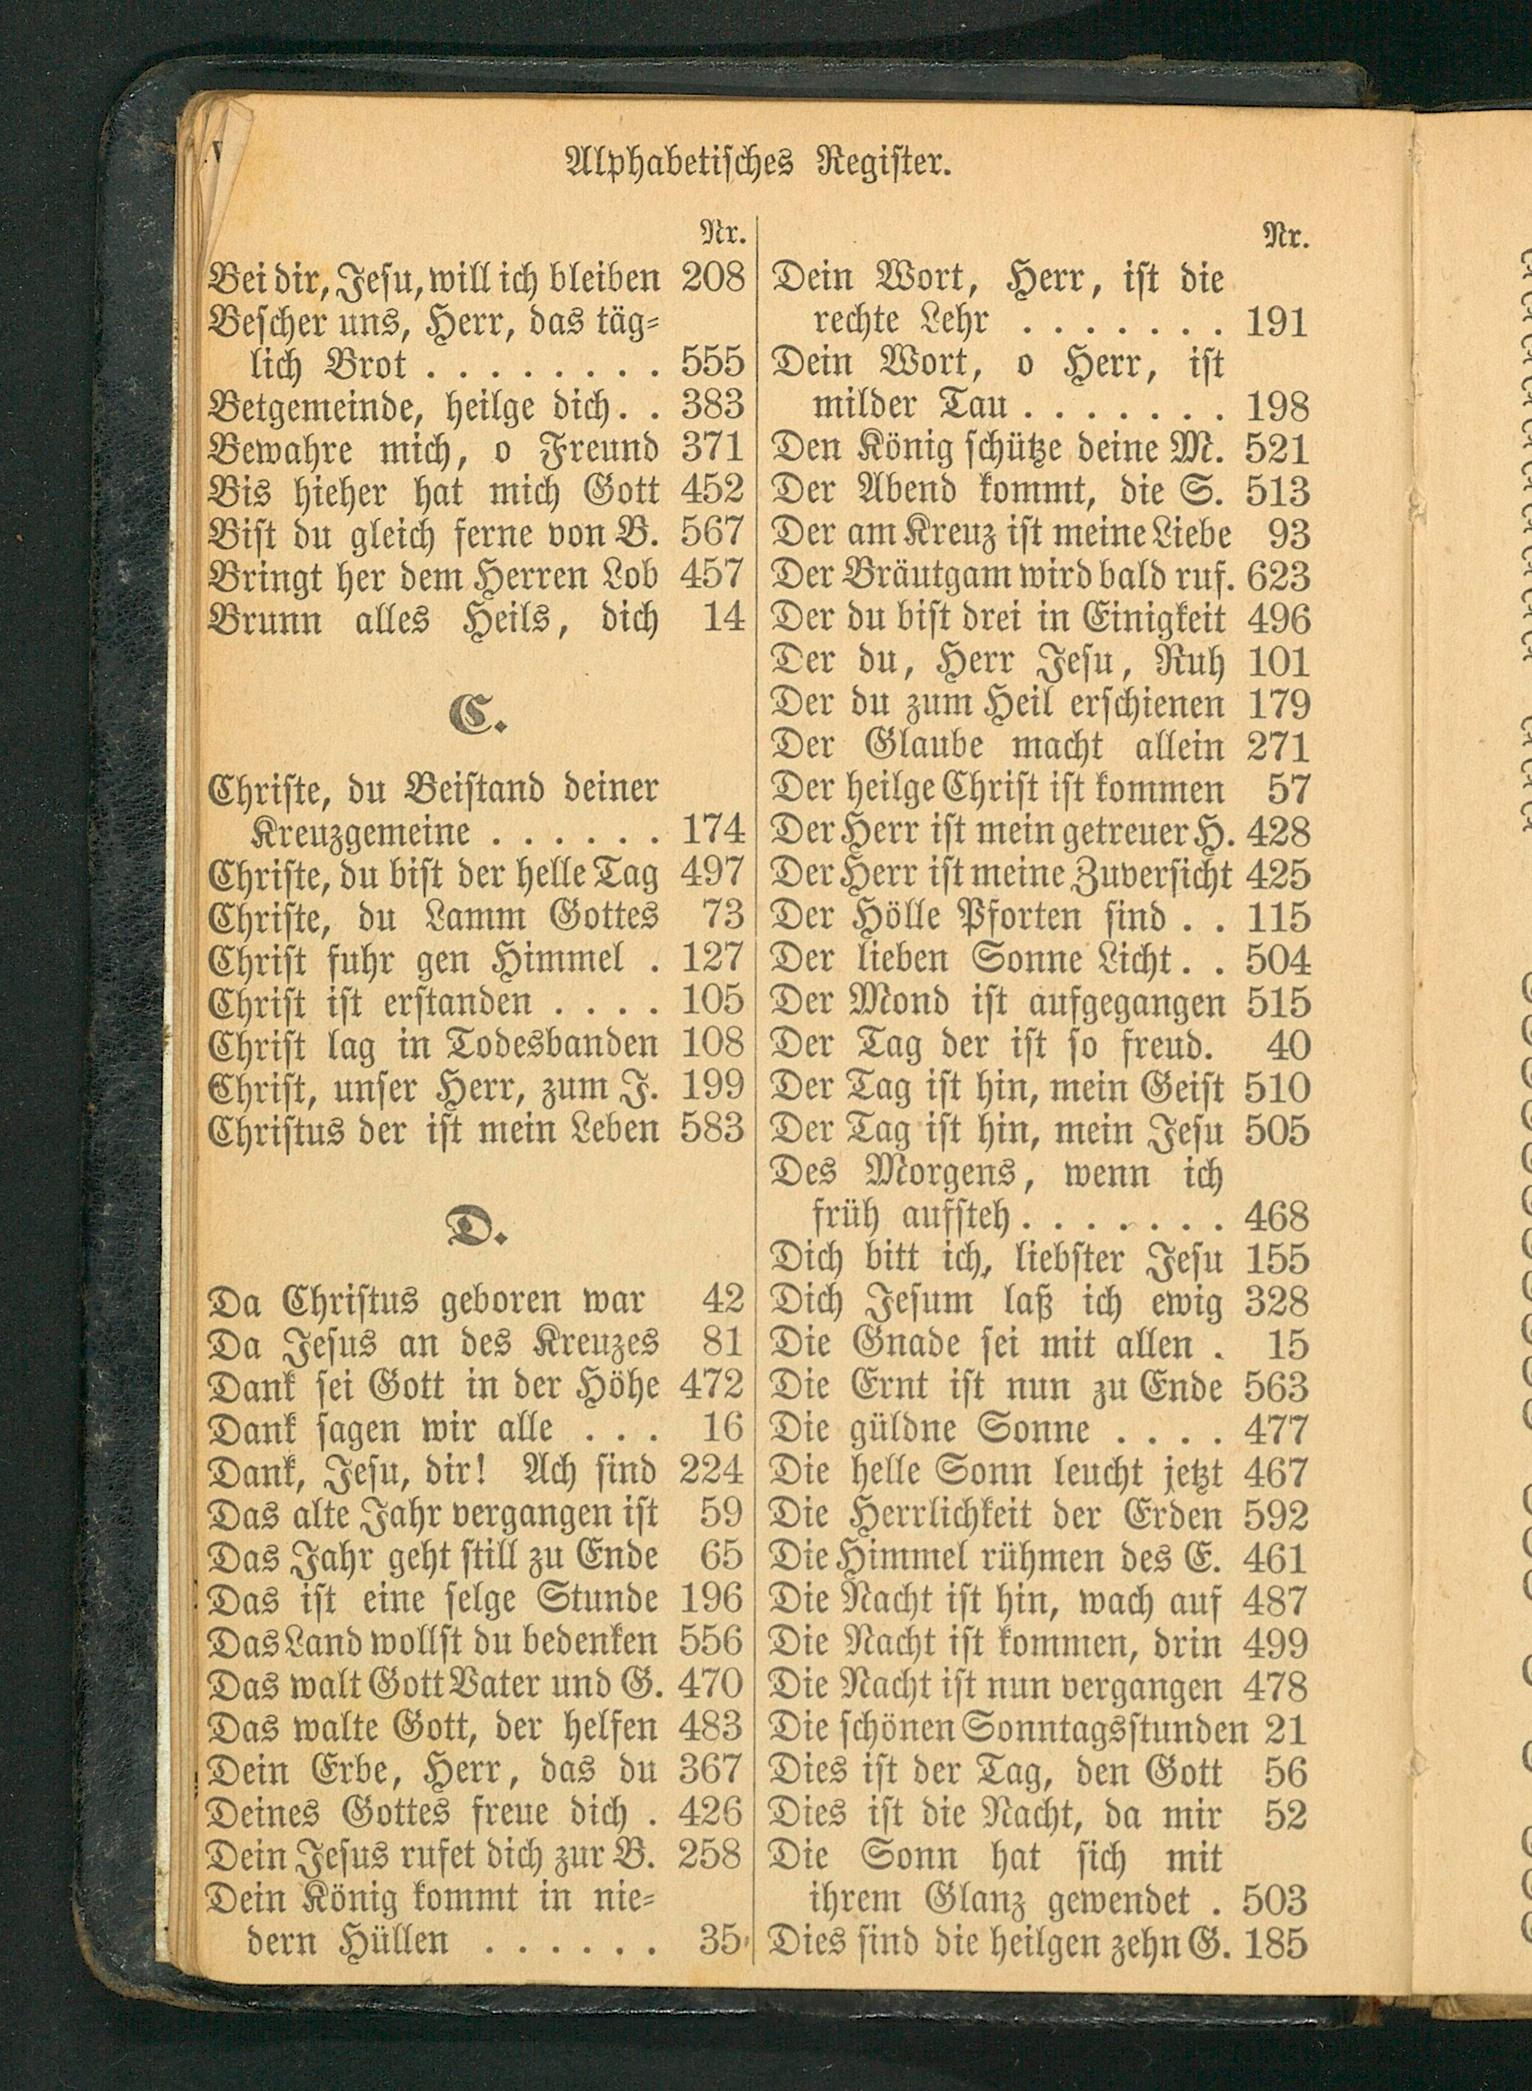 Alphabetisches Register.
Nr.
Bei dir, Jesu, will ich bleiben 208
Bescher uns, Herr, das täg-
lich Brot . . . . . . . . 555
Betgemeinde, heilge dich. . 383
Bewahre mich, o Freund 371
Bis hieher hat mich Gott 452
Bist du gleich ferne von B. 567
Bringt her dem Herren Lob 457
Brunn alles Heils, dich 14
C.
Christe, du Beistand deiner
Kreuzgemeine . . . . . . 174
Christe, du bist der helle Tag 497
Christe, du Lamm Gottes 73
Christ fuhr gen Himmel . 127
Christ ist erstanden . . . . 105
Christ lag in Todesbanden 108
Christ, unser Herr, zum J. 199
Christus der ist mein Leben 583
D.
Da Christus geboren war 42
Da Jesus an des Kreuzes 81
Dank sei Gott in der Höhe 472
Dank sagen wir alle . . . 16
Dank, Jesu, dir! Ach sind 224
Das alte Jahr vergangen ist 59
Das Jahr geht still zu Ende 65
Das ist eine selge Stunde 196
Das Land wollst du bedenken 556
Das walt Gott Vater und G. 470
Das walte Gott, der helfen 483
Dein Erbe, Herr, das du 367
Deines Gottes freue dich . 426
Dein Jesus rufet dich zur B. 258
Dein König kommt in nie-
dern Hüllen . . . . . . 35
Nr.
Dein Wort, Herr, ist die
rechte Lehr . . . . . . . 191
Dein Wort, o Herr, ist
milder Tau . . . . . . . 198
Den König schütze deine M. 521
Der Abend kommt, die S. 513
Der am Kreuz ist meine Liebe 93
Der Bräutgam wird bald ruf. 623
Der du bist drei in Einigkeit 496
Der du, Herr Jesu, Ruh 101
Der du zum Heil erschienen 179
Der Glaube macht allein 271
Der heilge Christ ist kommen 57
Der Herr ist mein getreuer H. 428
Der Herr ist meine Zuversicht 425
Der Hölle Pforten sind . . 115
Der lieben Sonne Licht . . 504
Der Mond ist aufgegangen 515
Der Tag der ist so freud. 40
Der Tag ist hin, mein Geist 510
Der Tag ist hin, mein Jesu 505
Des Morgens, wenn ich
früh aufsteh . . . . . . . 468
Dich bitt ich, liebster Jesu 155
Dich Jesum laß ich ewig 328
Die Gnade sei mit allen . 15
Die Ernt ist nun zu Ende 563
Die güldne Sonne . . . . 477
Die helle Sonn leucht jetzt 467
Die Herrlichkeit der Erden 592
Die Himmel rühmen des E. 461
Die Nacht ist hin, wach auf 487
Die Nacht ist kommen, drin 499
Die Nacht ist nun vergangen 478
Die schönen Sonntagsstunden 21
Dies ist der Tag, den Gott 56
Dies ist die Nacht, da mir 52
Die Sonn hat sich mit
ihrem Glanz gewendet . 503
Dies sind die heilgen zehn G. 185